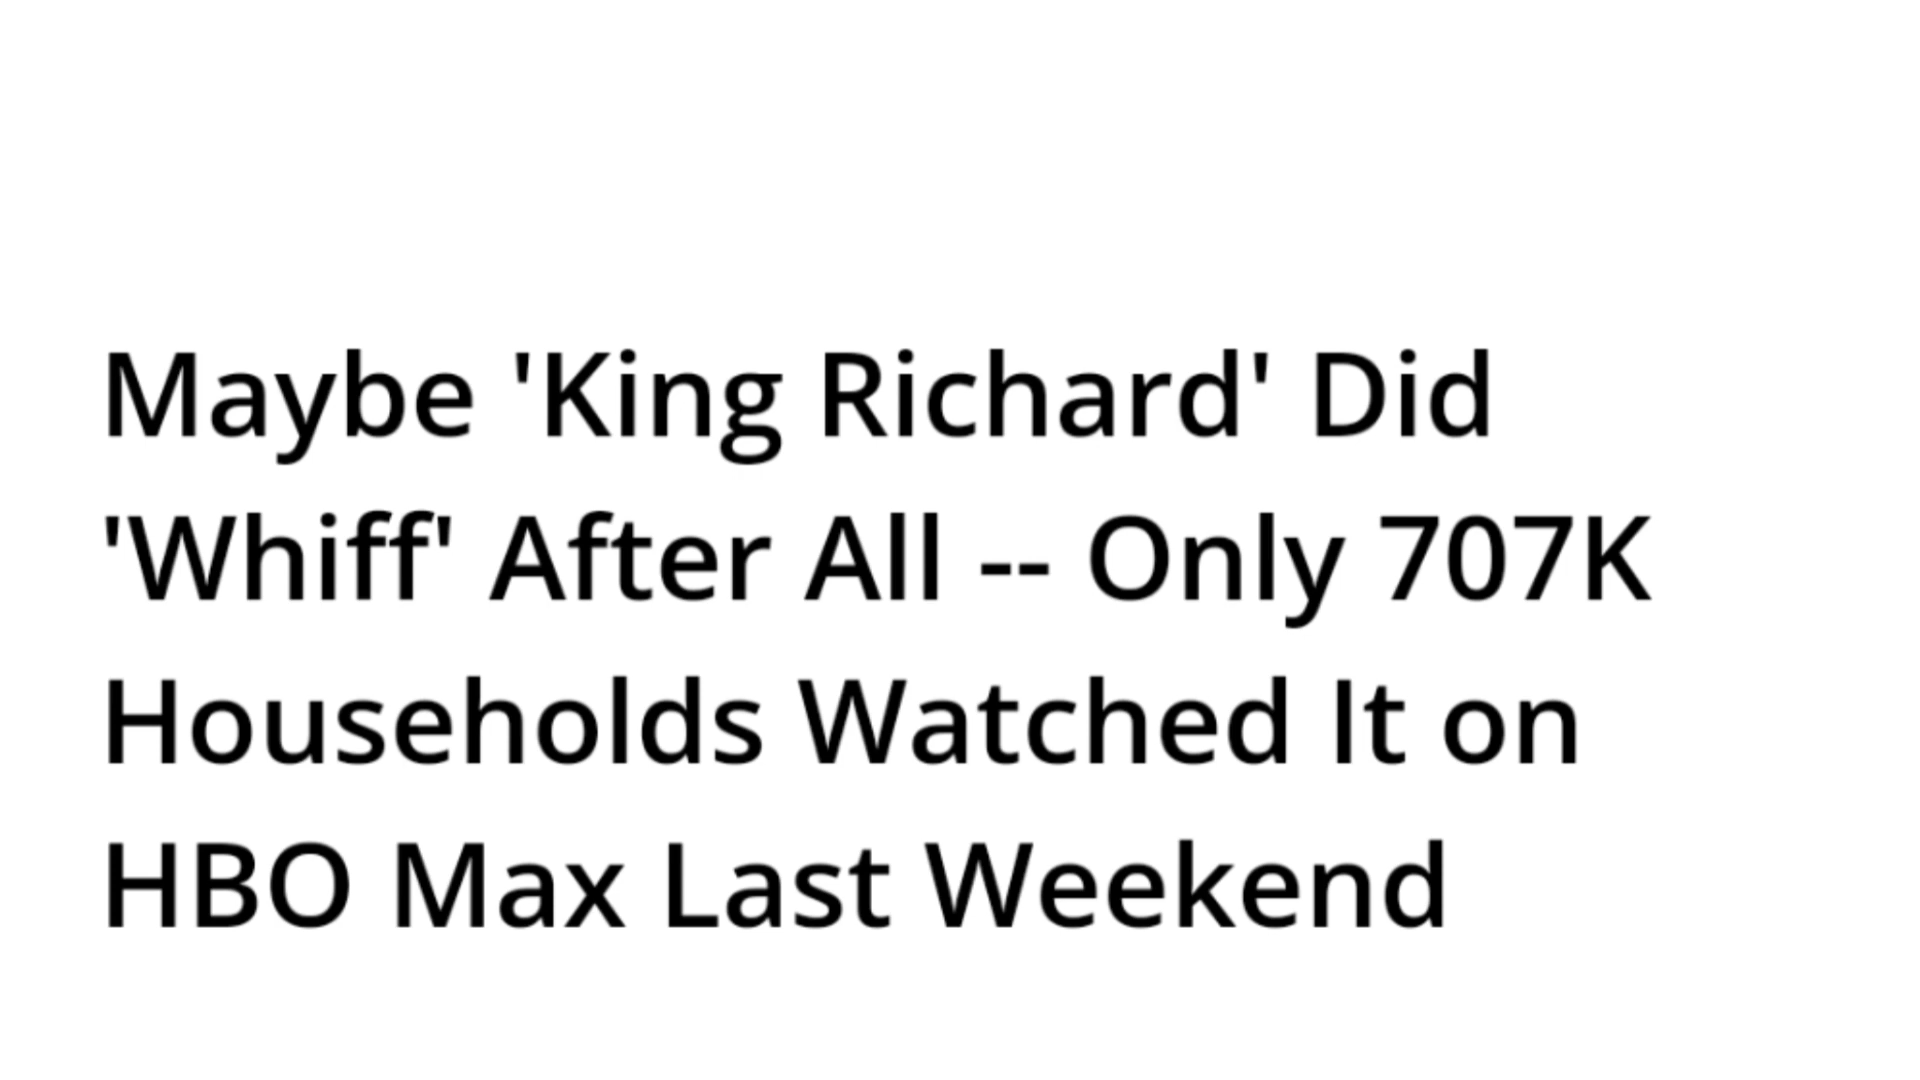 Maybe 'King Richard' Did
'Whiff' After All -- Only 707K
Households Watched It on
HBO Max Last Weekend